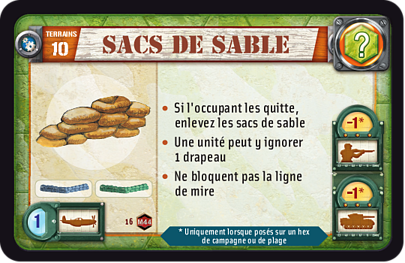 TERRAINS
10
SACS DE SABLE
?
• Si l'occupant les quitte,
enlevez les sacs de sable
• Une unité peut y ignorer
1 drapeau
• Ne bloquent pas la ligne
de mire
-1*
-1*
1
16 M44
* Uniquement lorsque posés sur un hex
de campagne ou de plage